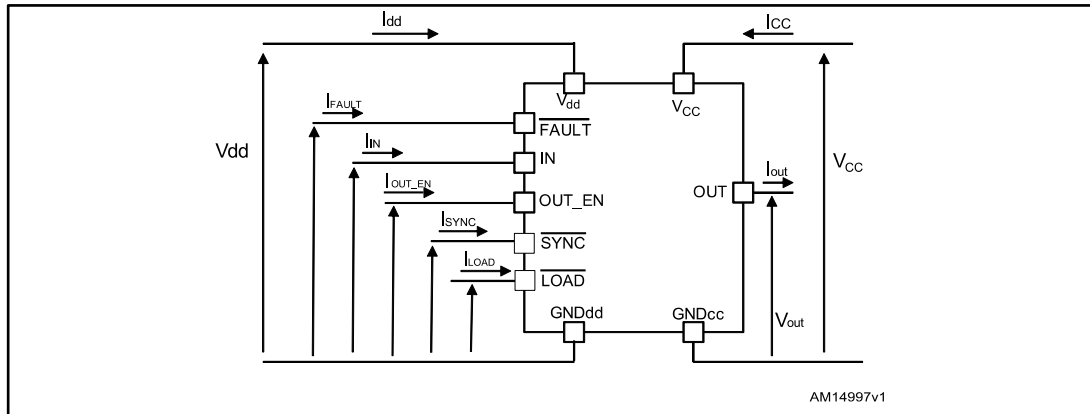 Idd
ICC
Vdd
VCC
IFAULT
FAULT
Vdd
IIN
IN
VCC
IOUT_EN
OUT_EN
OUT
Iout
ISYNC
SYNC
ILOAD
LOAD
GNDdd
GNDcc
Vout
AM14997v1